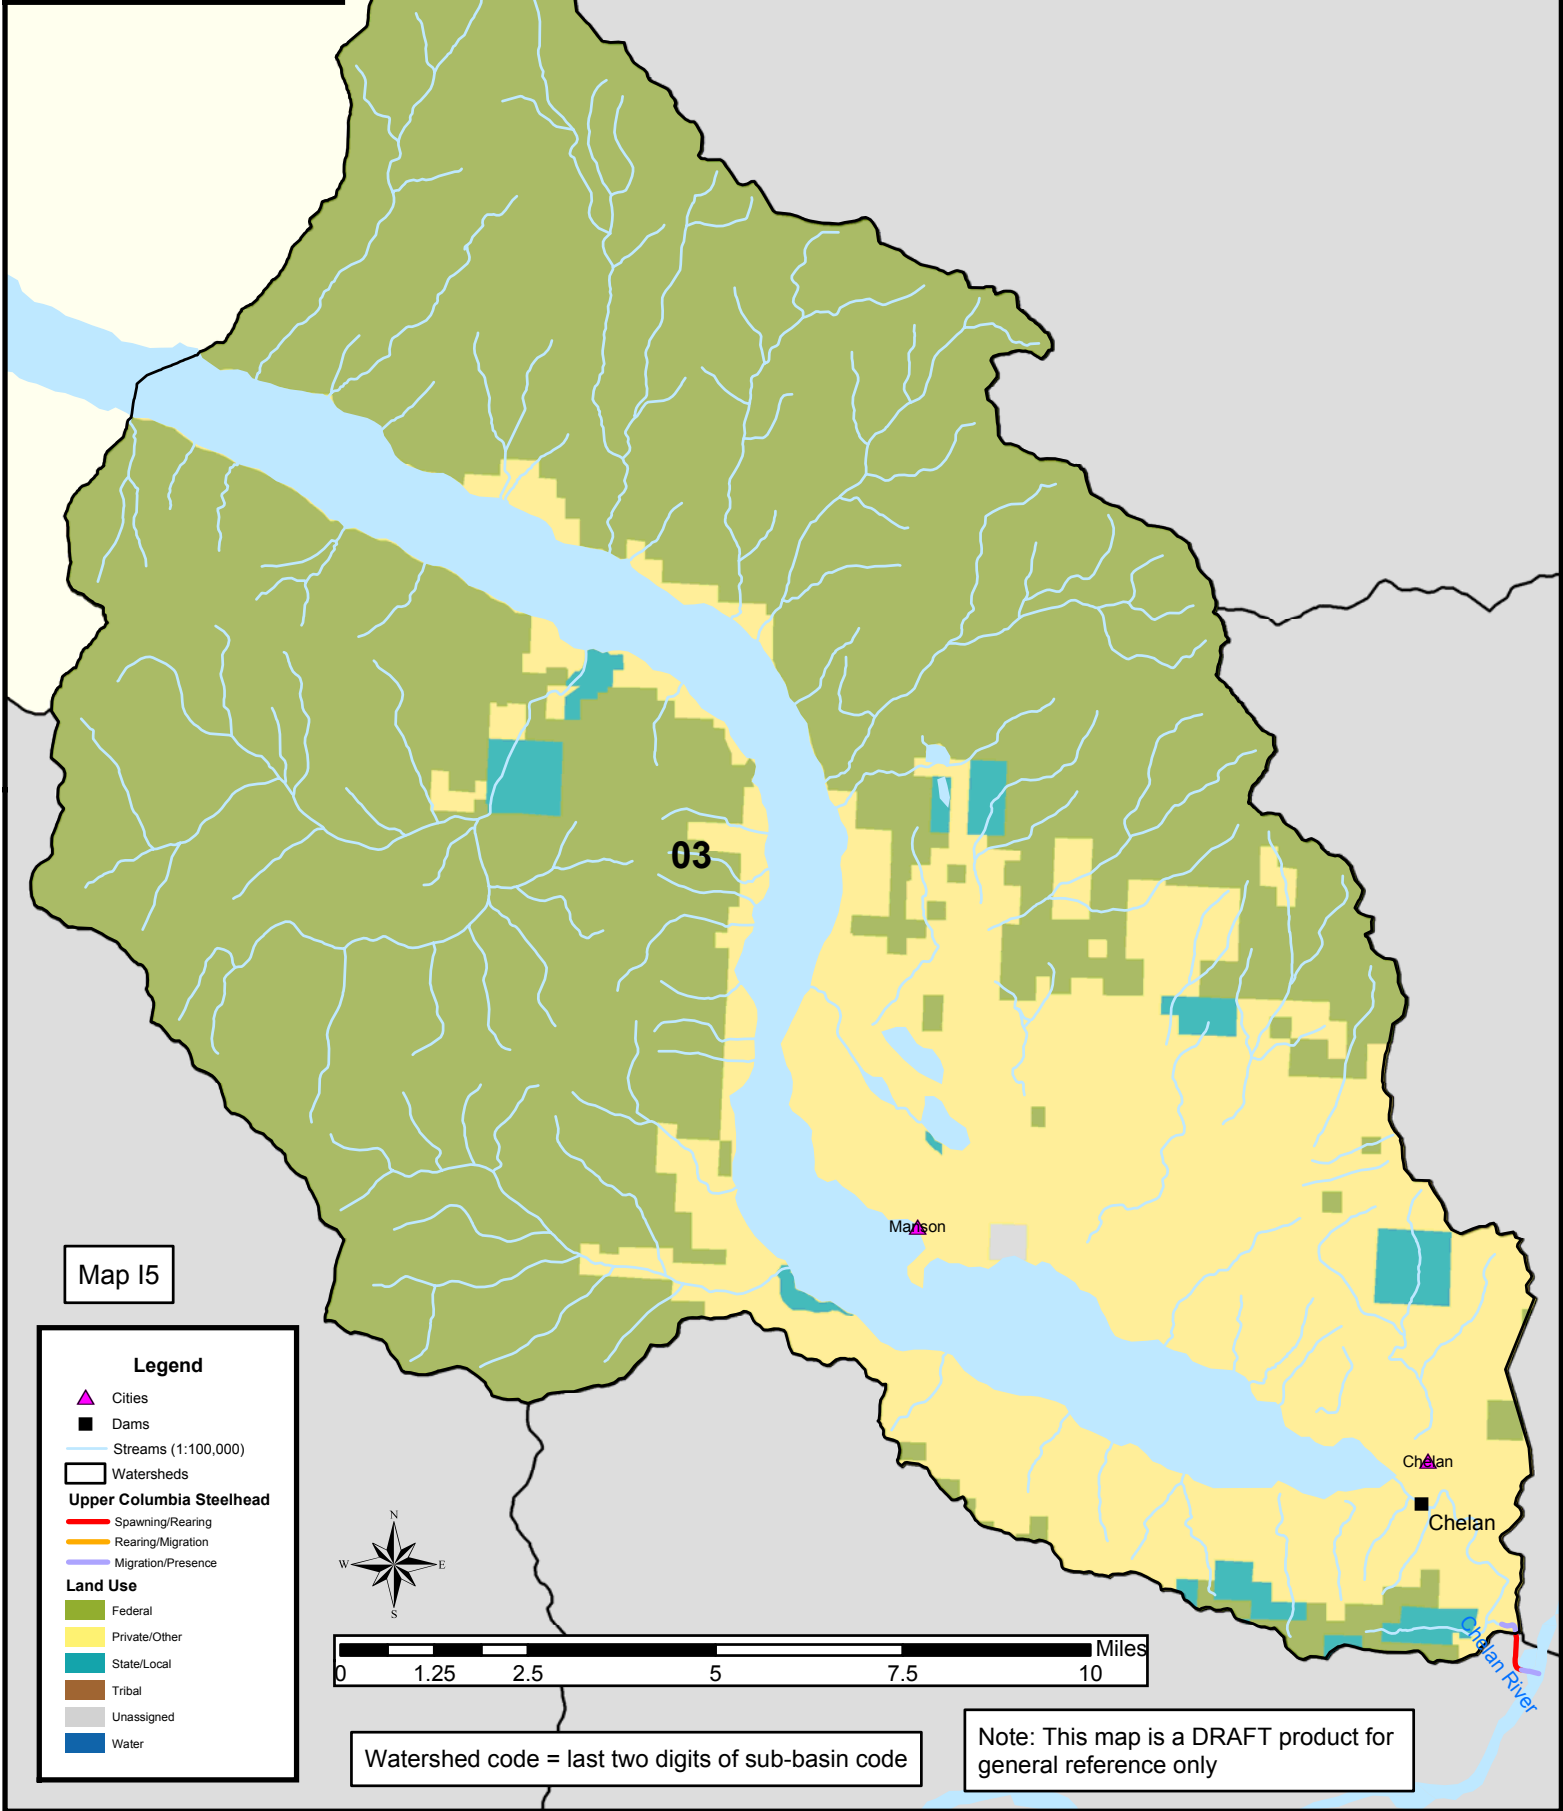 03
Manson
Map I5
Legend
Cities
Dams
Streams (1:100,000)
Watersheds
Upper Columbia Steelhead
Spawning/Rearing
Rearing/Migration
Migration/Presence
Land Use
Federal
Private/Other
State/Local
Tribal
Unassigned
Water
N
W
E
S
Chelan
Chelan
Chelan River
Miles
0 1.25 2.5 5 7.5 10
Watershed code = last two digits of sub-basin code
Note: This map is a DRAFT product for
general reference only